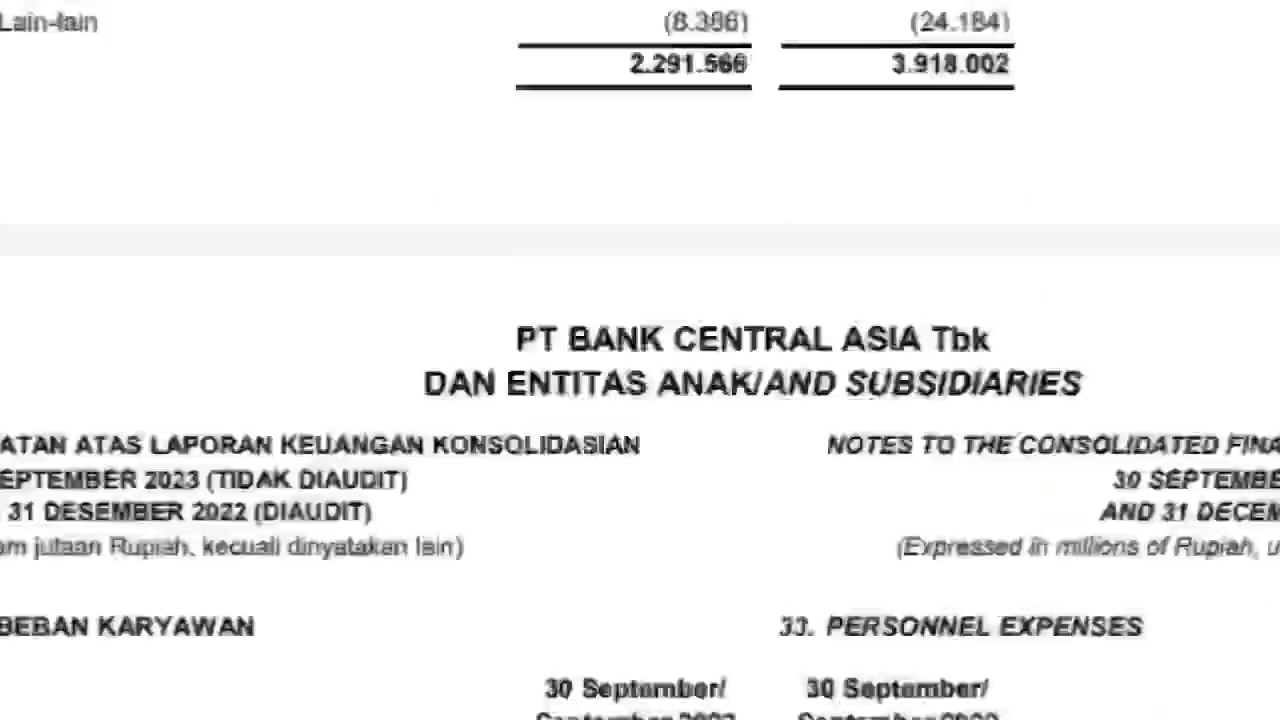 Lain-lain (24.184)
2.291.566 3.918.002
PT BANK CENTRAL ASIA Tbk
DAN ENTITAS ANAK/AND SUBSIDIARIES
ATAN ATAS LAPORAN KEUANGAN KONSOLIDASIAN NOTES TO THE CONSOLIDATED FINA
EPTEMBER 2023 (TIDAK DIAUDIT) 30 SEPTEMBE
31 DESEMBER 2022 (DIAUDIT) AND 31 DECEM
am jutaan Rupiah, kecuali dinyatakan lain) (Expressed in millions of Rupiah, u
BEBAN KARYAWAN 33. PERSONNEL EXPENSES
30 September/ 30 September/